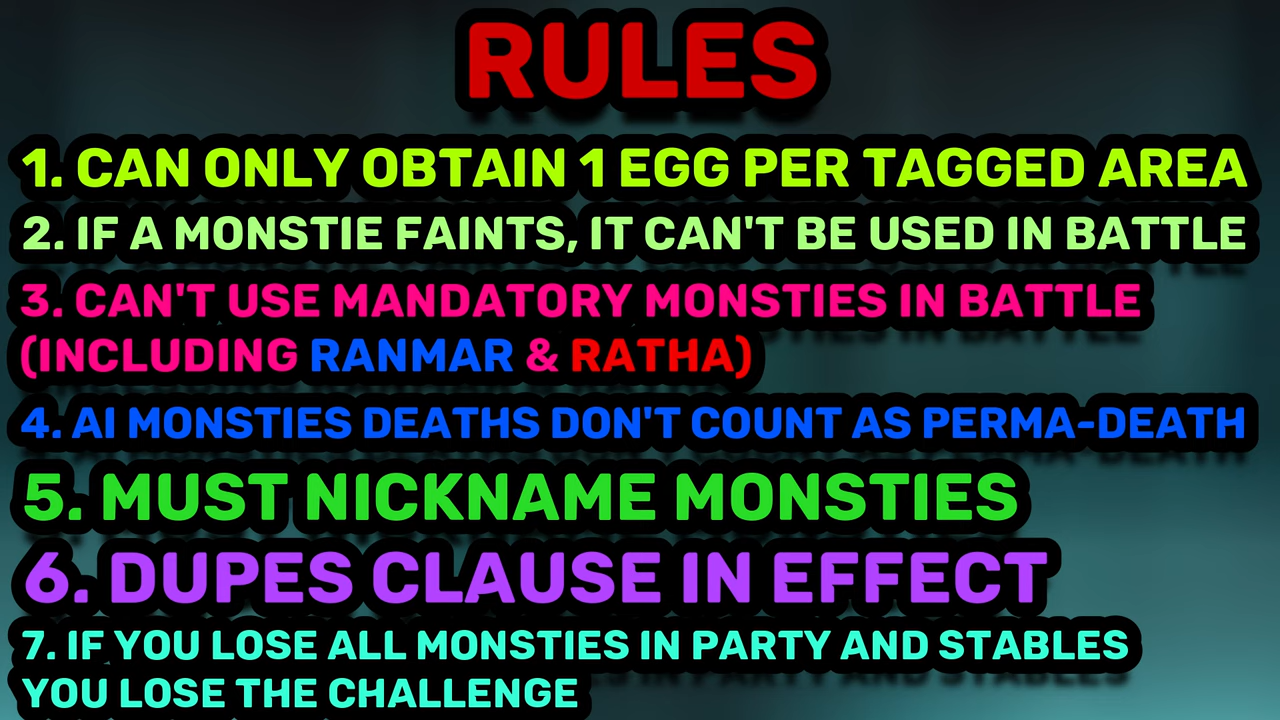 RULES
1. CAN ONLY OBTAIN 1 EGG PER TAGGED AREA
2. IF A MONSTIE FAINTS, IT CAN'T BE USED IN BATTLE
3. CAN'T USE MANDATORY MONSTIES IN BATTLE
(INCLUDING RANMAR & RATHA)
4. AI MONSTIES DEATHS DON'T COUNT AS PERMA-DEATH
5. MUST NICKNAME MONSTIES
6. DUPES CLAUSE IN EFFECT
7. IF YOU LOSE ALL MONSTIES IN PARTY AND STABLES
YOU LOSE THE CHALLENGE